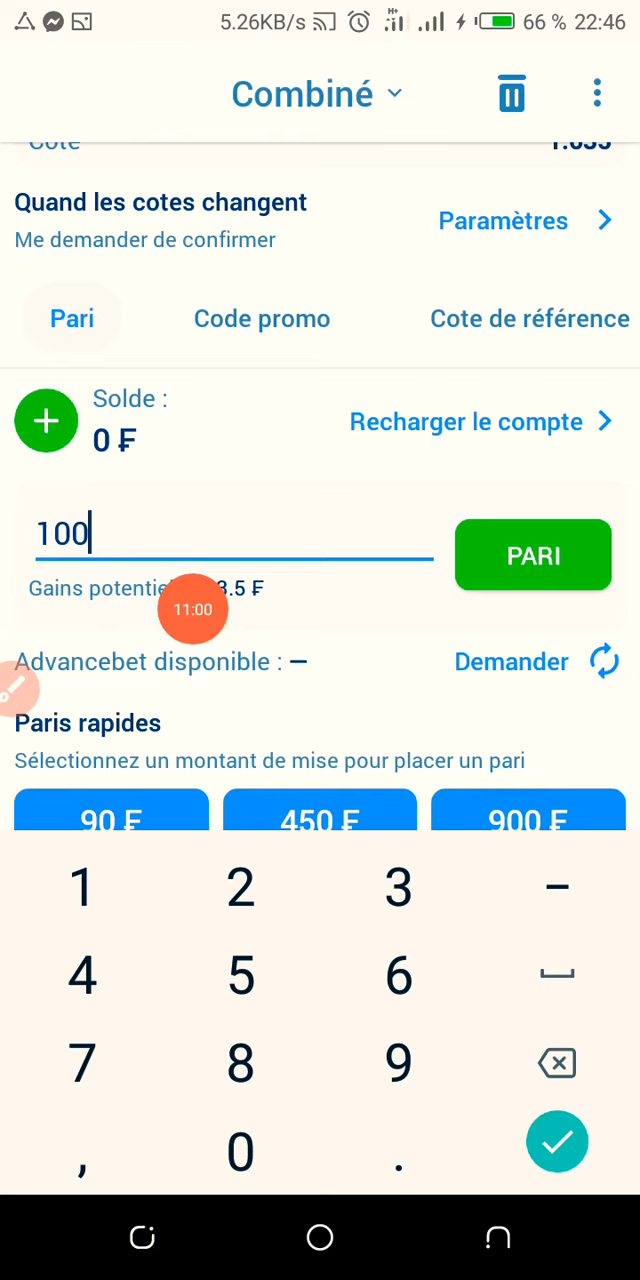 5.26KB/s H+ 66 % 22:46
Combiné
Cote
Quand les cotes changent
Me demander de confirmer
Paramètres
Pari Code promo Cote de référence
Solde :
0 ₣
Recharger le compte
100
PARI
Gains potentie 3.5 ₣
11:00
Advancebet disponible : –
Demander
Paris rapides
Sélectionnez un montant de mise pour placer un pari
90 ₣ 450 ₣ 900 ₣
1 2 3 –
4 5 6
7 8 9
, 0 .